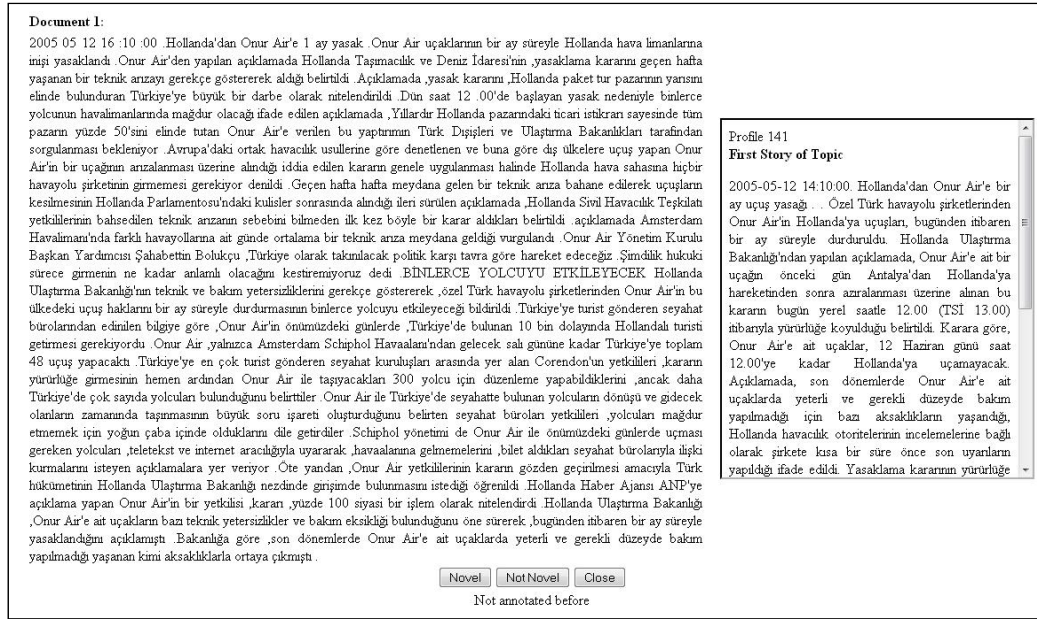 Document 1:
2005 05 12 16 :10 :00 .Hollanda'dan Onur Air'e 1 ay yasak .Onur Air uçaklarının bir ay süreyle Hollanda hava limanlarına
inişi yasaklandı .Onur Air'den yapılan açıklamada Hollanda Taşımacılık ve Deniz İdaresi'nin ,yasaklama kararını geçen hafta
yaşanan bir teknik arızayı gerekçe göstererek aldığı belirtildi .Açıklamada ,yasak kararını ,Hollanda paket tur pazarının yarısını
elinde bulunduran Türkiye'ye büyük bir darbe olarak nitelendirildi .Dün saat 12 .00'de başlayan yasak nedeniyle binlerce
yolcunun havalimanlarında mağdur olacağı ifade edilen açıklamada ,Yıllardır Hollanda pazarındaki ticari istikrarı sayesinde tüm
pazarın yüzde 50'sini elinde tutan Onur Air'e verilen bu yaptırımın Türk Dışişleri ve Ulaştırma Bakanlıkları tarafından
sorgulanması bekleniyor .Avrupa'daki ortak havacılık usullerine göre denetlenen ve buna göre dış ülkelere uçuş yapan Onur
Air'in bir uçağının arızalanması üzerine alındığı iddia edilen kararın genele uygulanması halinde Hollanda hava sahasına hiçbir
havayolu şirketinin girmemesi gerekiyor denildi .Geçen hafta hafta meydana gelen bir teknik arıza bahane edilerek uçuşların
kesilmesinin Hollanda Parlamentosu'ndaki kulisler sonrasında alındığı ileri sürülen açıklamada ,Hollanda Sivil Havacılık Teşkilatı
yetkililerinin bahsedilen teknik arızanın sebebini bilmeden ilk kez böyle bir karar aldıkları belirtildi .açıklamada Amsterdam
Havalimanı'nda farklı havayollarına ait günde ortalama bir teknik arıza meydana geldiği vurgulandı .Onur Air Yönetim Kurulu
Başkan Yardımcısı Şahabettin Bolukçu ,Türkiye olarak takınılacak politik karşı tavra göre hareket edeceğiz .Şimdilik hukuki
sürece girmenin ne kadar anlamlı olacağını kestiremiyoruz dedi .BİNLERCE YOLCUYU ETKİLEYECEK Hollanda
Ulaştırma Bakanlığı'nın teknik ve bakım yetersizliklerini gerekçe göstererek ,özel Türk havayolu şirketlerinden Onur Air'in bu
ülkedeki uçuş haklarını bir ay süreyle durdurmasının binlerce yolcuyu etkileyeceği bildirildi .Türkiye'ye turist gönderen seyahat
bürolarından edinilen bilgiye göre ,Onur Air'in önümüzdeki günlerde ,Türkiye'de bulunan 10 bin dolayında Hollandalı turisti
getirmesi gerekiyordu .Onur Air ,yalnızca Amsterdam Schiphol Havaalanı'ndan gelecek salı gününe kadar Türkiye'ye toplam
48 uçuş yapacaktı .Türkiye'ye en çok turist gönderen seyahat kuruluşları arasında yer alan Corendon'un yetkilileri ,kararın
yürürlüğe girmesinin hemen ardından Onur Air ile taşıyacakları 300 yolcu için düzenleme yapabildiklerini ,ancak daha
Türkiye'de çok sayıda yolcuları bulunduğunu belirttiler .Onur Air ile Türkiye'de seyahatte bulunan yolcuların dönüşü ve gidecek
olanların zamanında taşınmasının büyük soru işareti oluşturduğunu belirten seyahat büroları yetkilileri ,yolcuları mağdur
etmemek için yoğun çaba içinde olduklarını dile getirdiler .Schiphol yönetimi de Onur Air ile önümüzdeki günlerde uçması
gereken yolcuları ,teletekst ve internet aracılığıyla uyararak ,havaalanına gelmemelerini ,bilet aldıkları seyahat bürolarıyla ilişki
kurmalarını isteyen açıklamalara yer veriyor .Öte yandan ,Onur Air yetkililerinin kararın gözden geçirilmesi amacıyla Türk
hükümetinin Hollanda Ulaştırma Bakanlığı nezdinde girişimde bulunmasını istediği öğrenildi .Hollanda Haber Ajansı ANP'ye
açıklama yapan Onur Air'in bir yetkilisi ,kararı ,yüzde 100 siyasi bir işlem olarak nitelendirdi .Hollanda Ulaştırma Bakanlığı
,Onur Air'e ait uçakların bazı teknik yetersizlikler ve bakım eksikliği bulunduğunu öne sürerek ,bugünden itibaren bir ay süreyle
yasaklandığını açıklamıştı .Bakanlığa göre ,son dönemlerde Onur Air'e ait uçaklarda yeterli ve gerekli düzeyde bakım
yapılmadığı yaşanan kimi aksaklıklarla ortaya çıkmıştı .
Novel Not Novel Close
Not annotated before
Profile 141
First Story of Topic
2005-05-12 14:10:00. Hollanda'dan Onur Air'e bir
ay uçuş yasağı . . Özel Türk havayolu şirketlerinden
Onur Air'in Hollanda'ya uçuşları, bugünden itibaren
bir ay süreyle durduruldu. Hollanda Ulaştırma
Bakanlığı'ndan yapılan açıklamada, Onur Air'e ait bir
uçağın önceki gün Antalya'dan Hollanda'ya
hareketinden sonra azıralanması üzerine alınan bu
kararın bugün yerel saatle 12.00 (TSİ 13.00)
itibarıyla yürürlüğe koyulduğu belirtildi. Karara göre,
Onur Air'e ait uçaklar, 12 Haziran günü saat
12.00'ye kadar Hollanda'ya uçamayacak.
Açıklamada, son dönemlerde Onur Air'e ait
uçaklarda yeterli ve gerekli düzeyde bakım
yapılmadığı için bazı aksaklıkların yaşandığı,
Hollanda havacılık otoritelerinin incelemelerine bağlı
olarak şirkete kısa bir süre önce son uyarıların
yapıldığı ifade edildi. Yasaklama kararının yürürlüğe